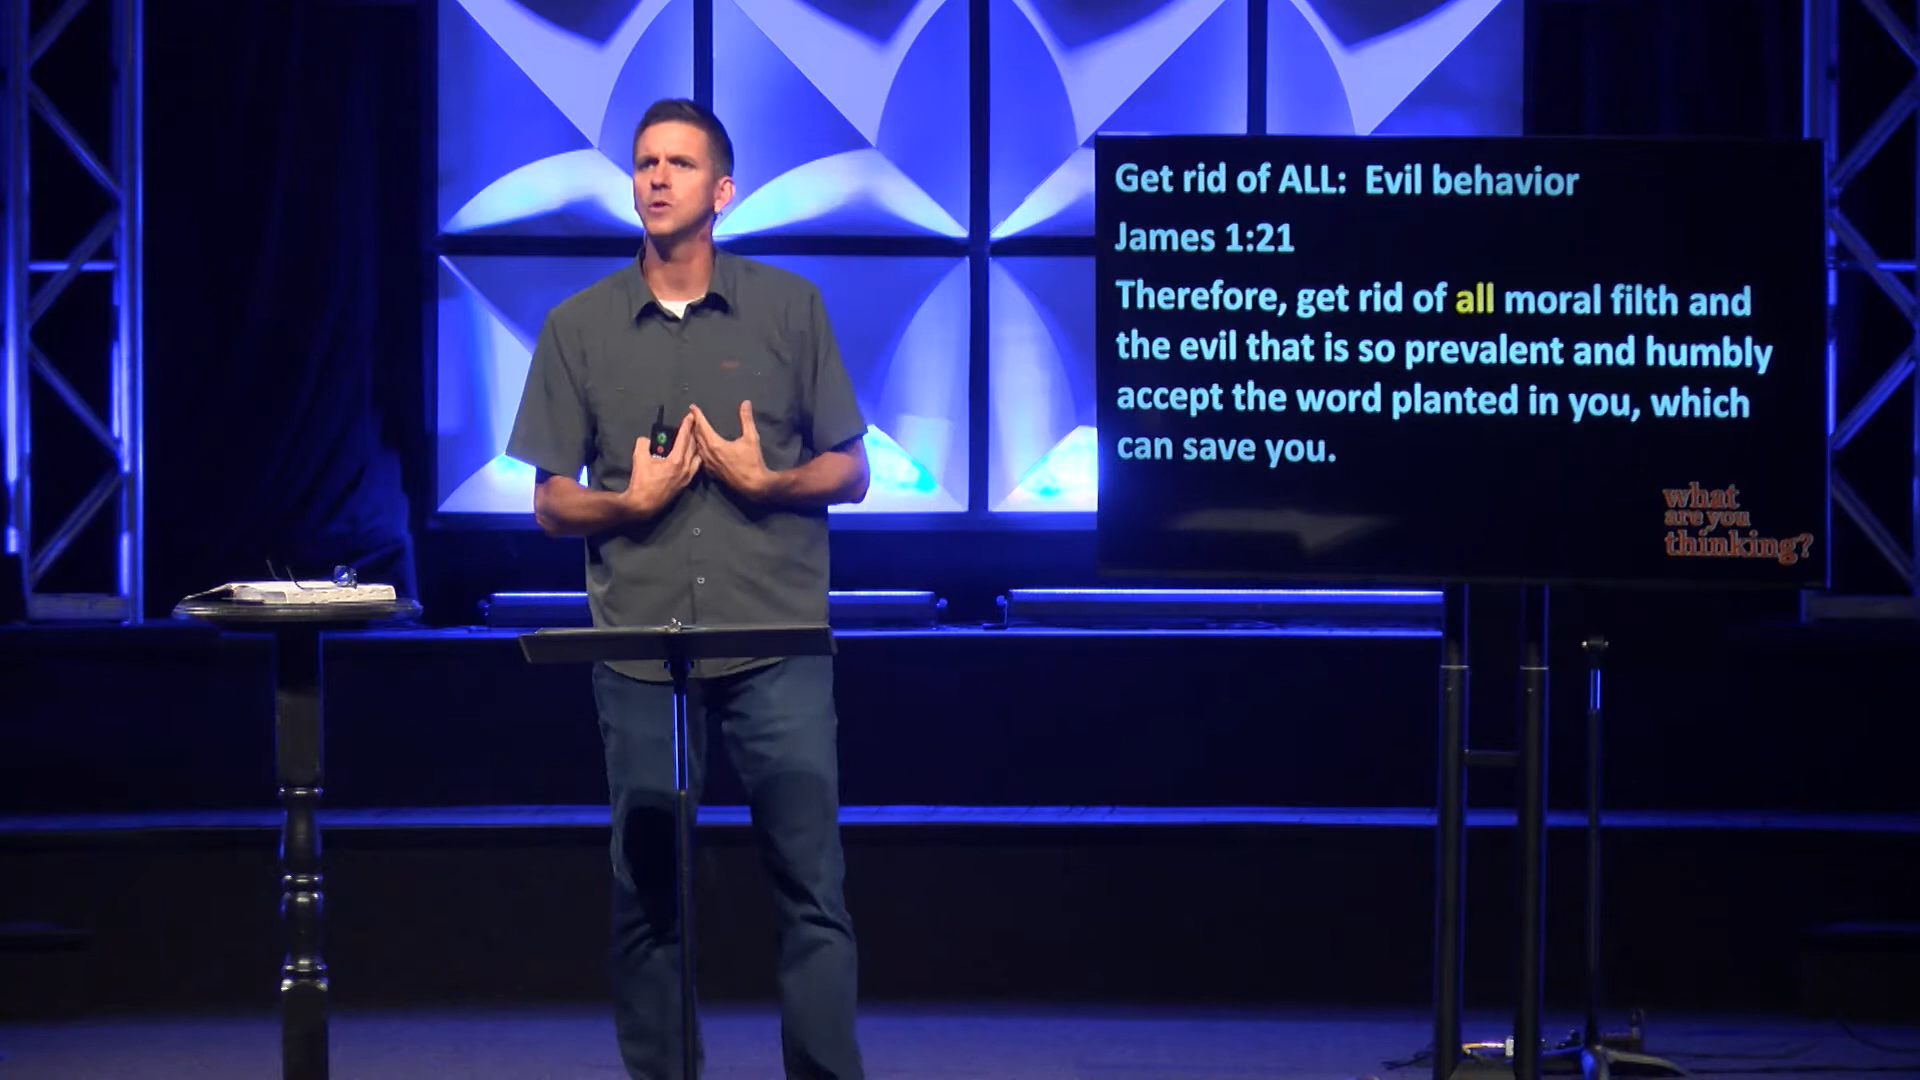 Get rid of ALL: Evil behavior
James 1:21
Therefore, get rid of all moral filth and
the evil that is so prevalent and humbly
accept the word planted in you, which
can save you.
what
are you
thinking?